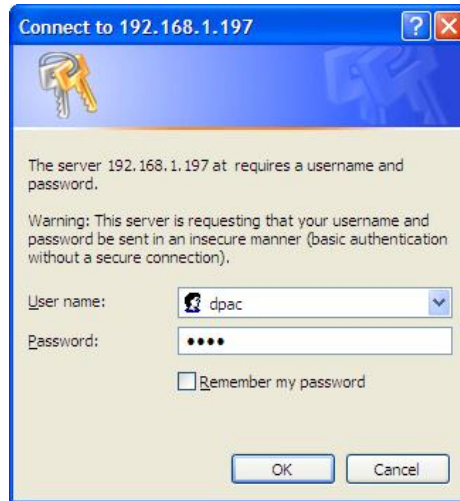 Connect to 192.168.1.197
The server 192.168.1.197 at requires a username and
password.
Warning: This server is requesting that your username and
password be sent in an insecure manner (basic authentication
without a secure connection).
User name:
dpac
Password:
••••
Remember my password
OK
Cancel